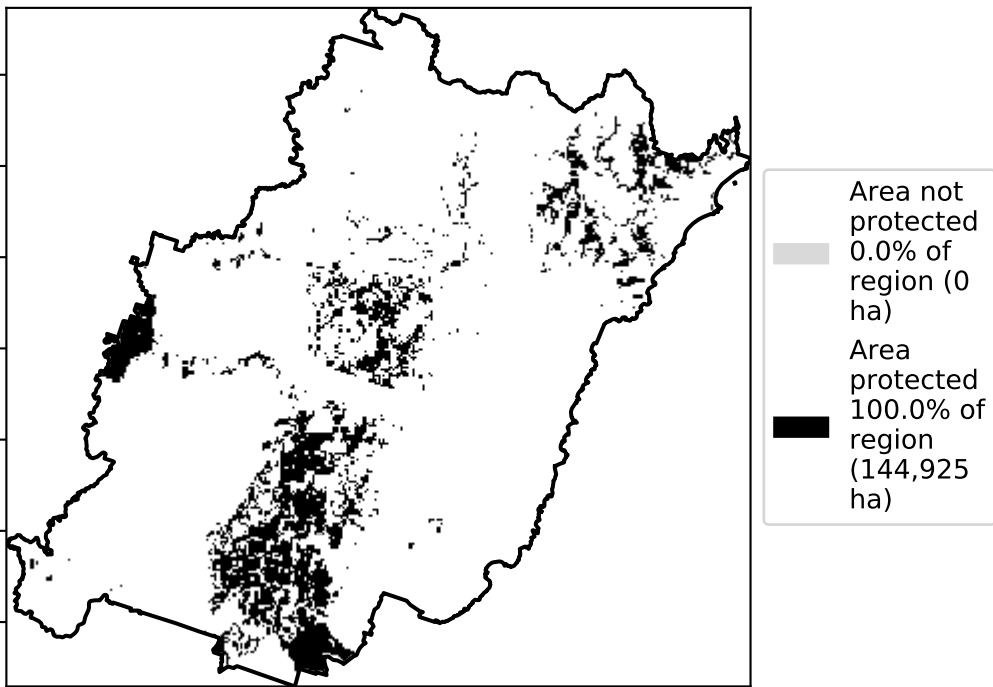 Area not
protected
0.0% of
region (0
ha)
Area
protected
100.0% of
region
(144,925
ha)